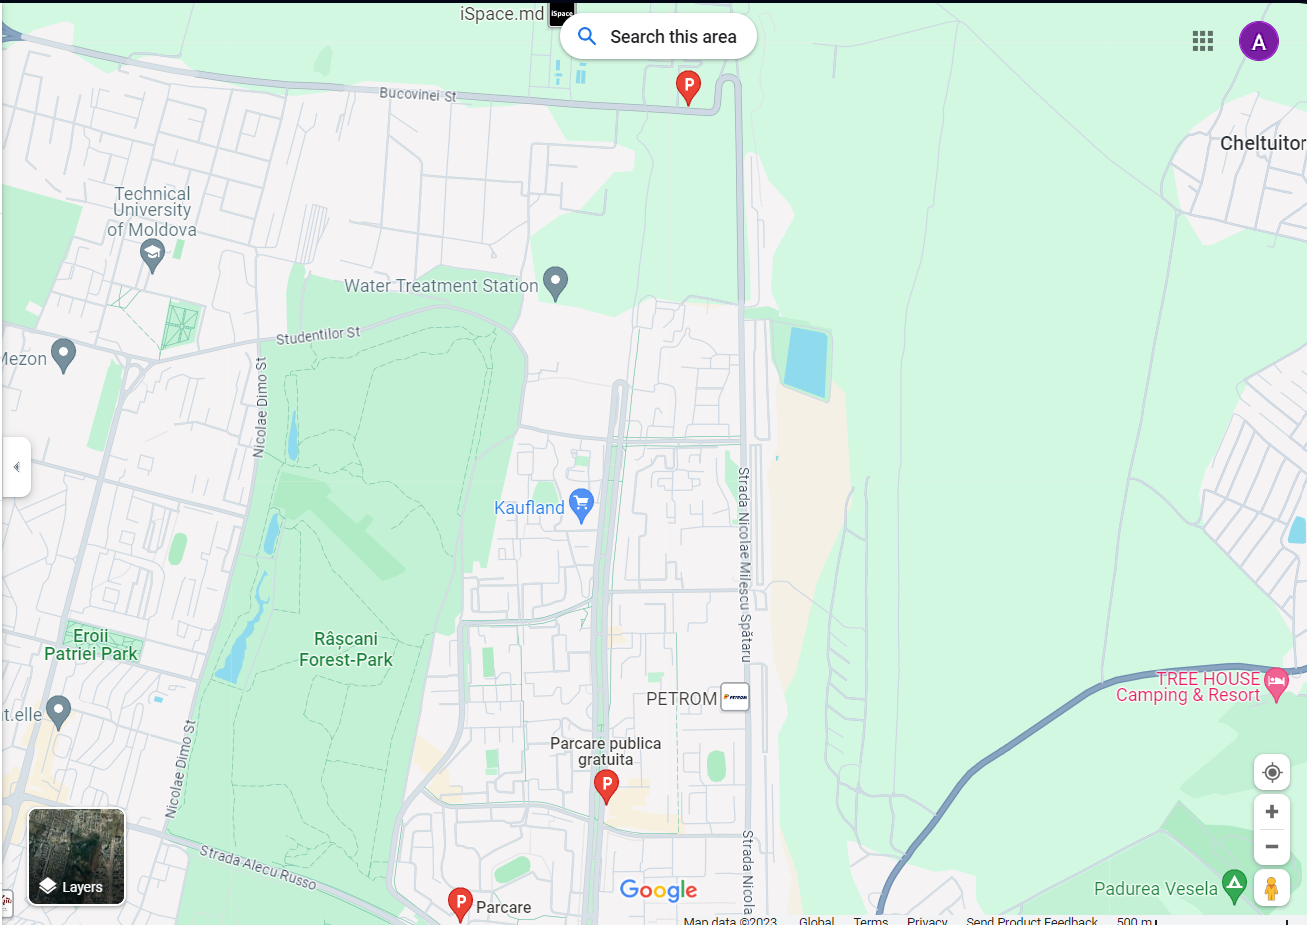 iSpace.md
iSpace
Search this area
A
Bucovinei St
P
Cheltuitor
Technical
University
of Moldova
Water Treatment Station
Studentilor St
Mezon
Nicolae Dimo St
Kaufland
Strada Nicolae Milescu Spătaru
Eroii
Patriei Park
Râșcani
Forest-Park
TREE HOUSE
Camping & Resort
PETROM
PETROM
t.elle
Parcare publica
gratuita
P
Nicolae Dimo St
Strada Alecu Russo
Strada Nicola
Layers
Google
Padurea Vesela
P
Parcare
Map data ©2023 Global Terms Privacy Send Product Feedback 500 m